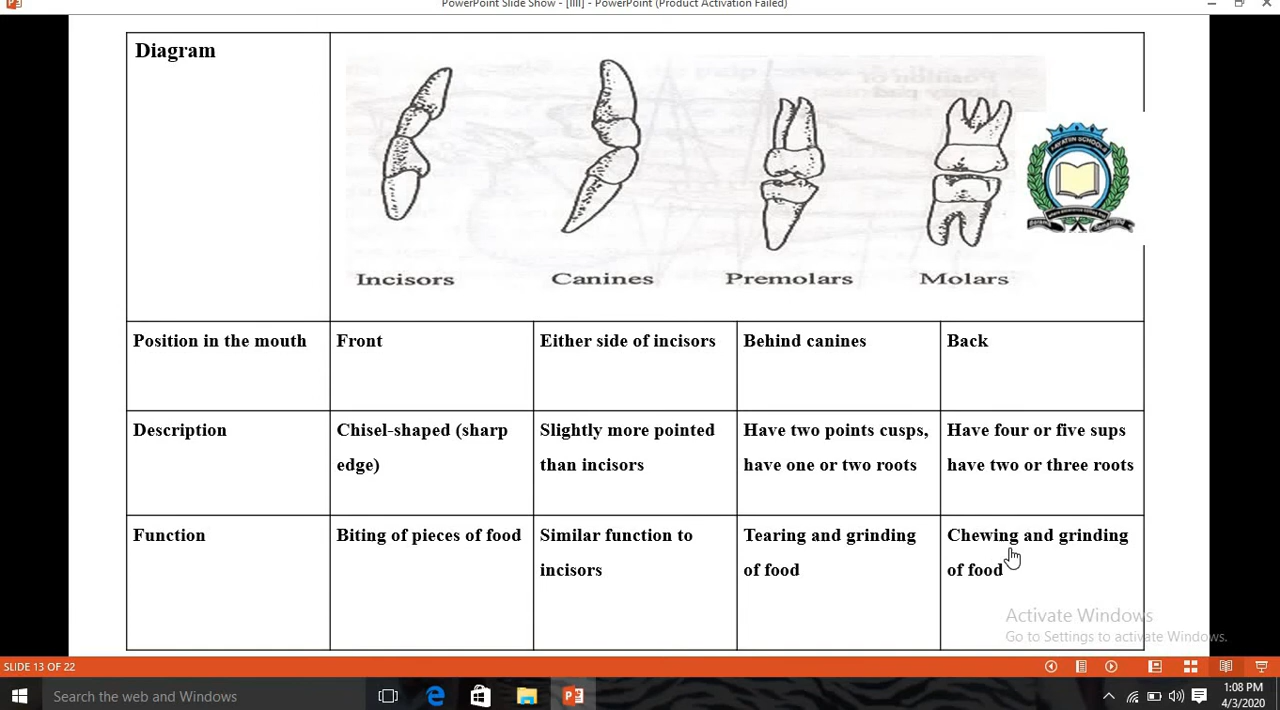 PowerPoint Slide Show - [IIII] - PowerPoint (Product Activation Failed)
Diagram
Incisors
Canines
Premolars
Molars
Position in the mouth
Front
Either side of incisors
Behind canines
Back
Description
Chisel-shaped (sharp
edge)
Slightly more pointed
than incisors
Have two points cusps,
have one or two roots
Have four or five sups
have two or three roots
Function
Biting of pieces of food
Similar function to
incisors
Tearing and grinding
of food
Chewing and grinding
of food
Activate Windows
Go to Settings to activate Windows.
SLIDE 13 OF 22
Search the web and Windows
1:08 PM
4/3/2020